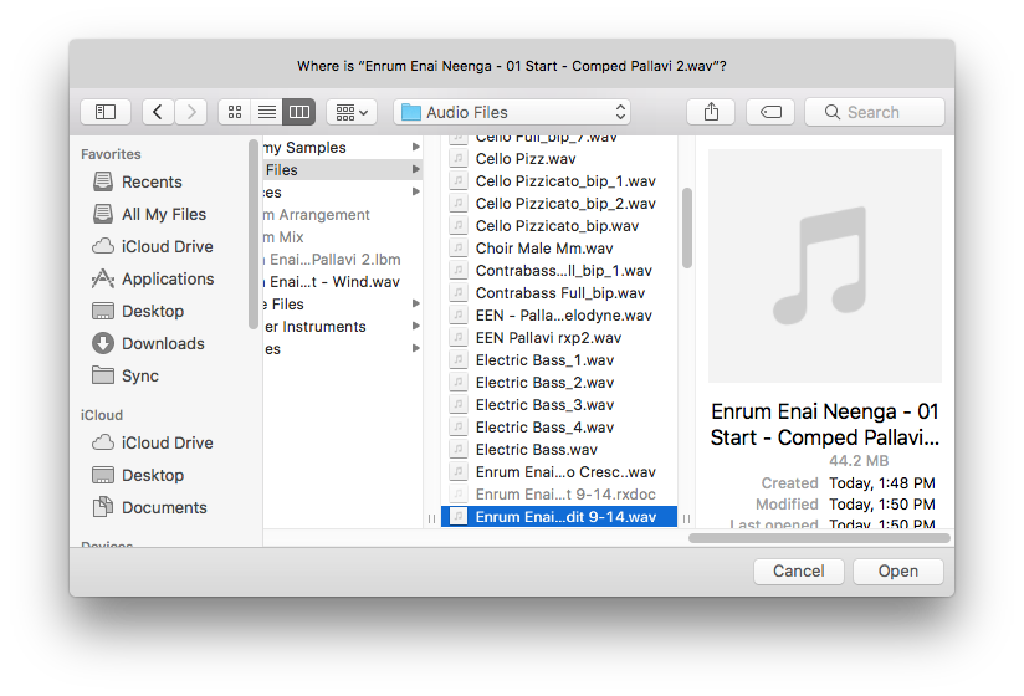 Where is “Enrum Enai Neenga - 01 Start - Comped Pallavi 2.wav”?
Audio Files
Search
Favorites
Recents
All My Files
iCloud Drive
Applications
Desktop
Downloads
Sync
iCloud
iCloud Drive
Desktop
Documents
Devices
my Samples
Files
es
m Arrangement
m Mix
Enai...Pallavi 2.lbm
Enai...t - Wind.wav
e Files
er Instruments
es
Cello Full_bip_7.wav
Cello Pizz.wav
Cello Pizzicato_bip_1.wav
Cello Pizzicato_bip_2.wav
Cello Pizzicato_bip.wav
Choir Male Mm.wav
Contrabass...ll_bip_1.wav
Contrabass Full_bip.wav
EEN - Palla...elodyne.wav
EEN Pallavi rxp2.wav
Electric Bass_1.wav
Electric Bass_2.wav
Electric Bass_3.wav
Electric Bass_4.wav
Electric Bass.wav
Enrum Enai...o Cresc..wav
Enrum Enai...t 9-14.rxdoc
Enrum Enai...dit 9-14.wav
Enrum Enai Neenga - 01
Start - Comped Pallavi...
44.2 MB
Created Today, 1:48 PM
Modified Today, 1:50 PM
Last opened Today, 1:50 PM
Cancel
Open